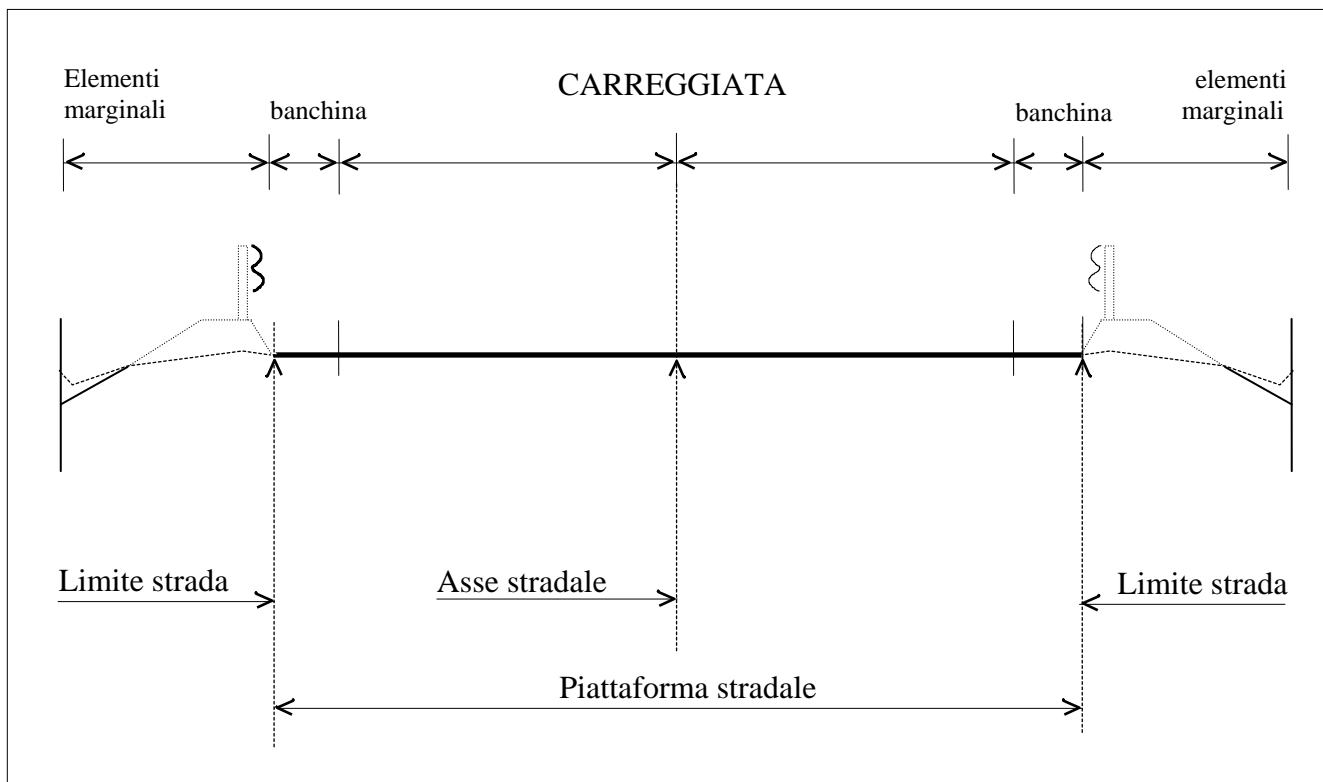 Elementi
marginali
banchina
CARREGGIATA
banchina
elementi
marginali
Limite strada
Asse stradale
Limite strada
Piattaforma stradale